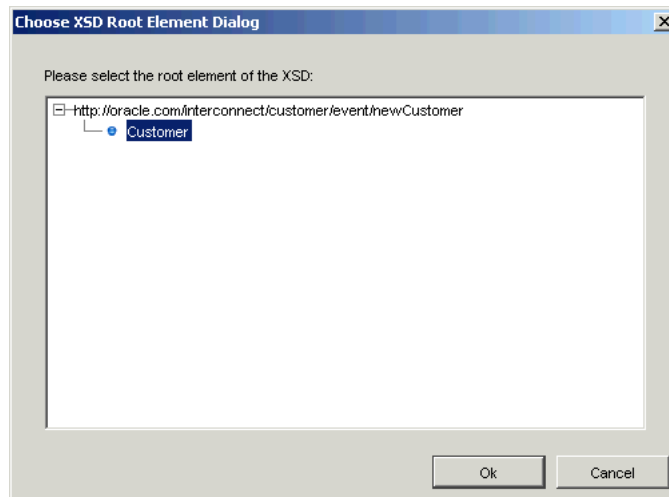 Choose XSD Root Element Dialog
Please select the root element of the XSD:
http://oracle.com/interconnect/customer/event/newCustomer
Customer
Ok Cancel